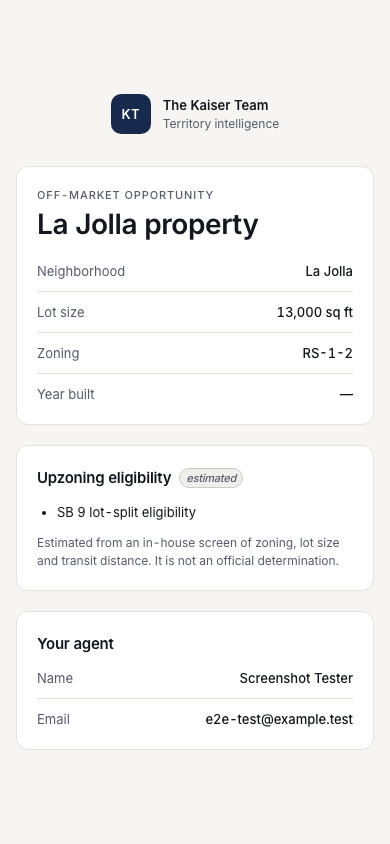 KT
The Kaiser Team
Territory intelligence
OFF-MARKET OPPORTUNITY
La Jolla property
Neighborhood La Jolla
Lot size 13,000 sq ft
Zoning RS-1-2
Year built —
Upzoning eligibility estimated
• SB 9 lot-split eligibility
Estimated from an in-house screen of zoning, lot size
and transit distance. It is not an official determination.
Your agent
Name Screenshot Tester
Email e2e-test@example.test